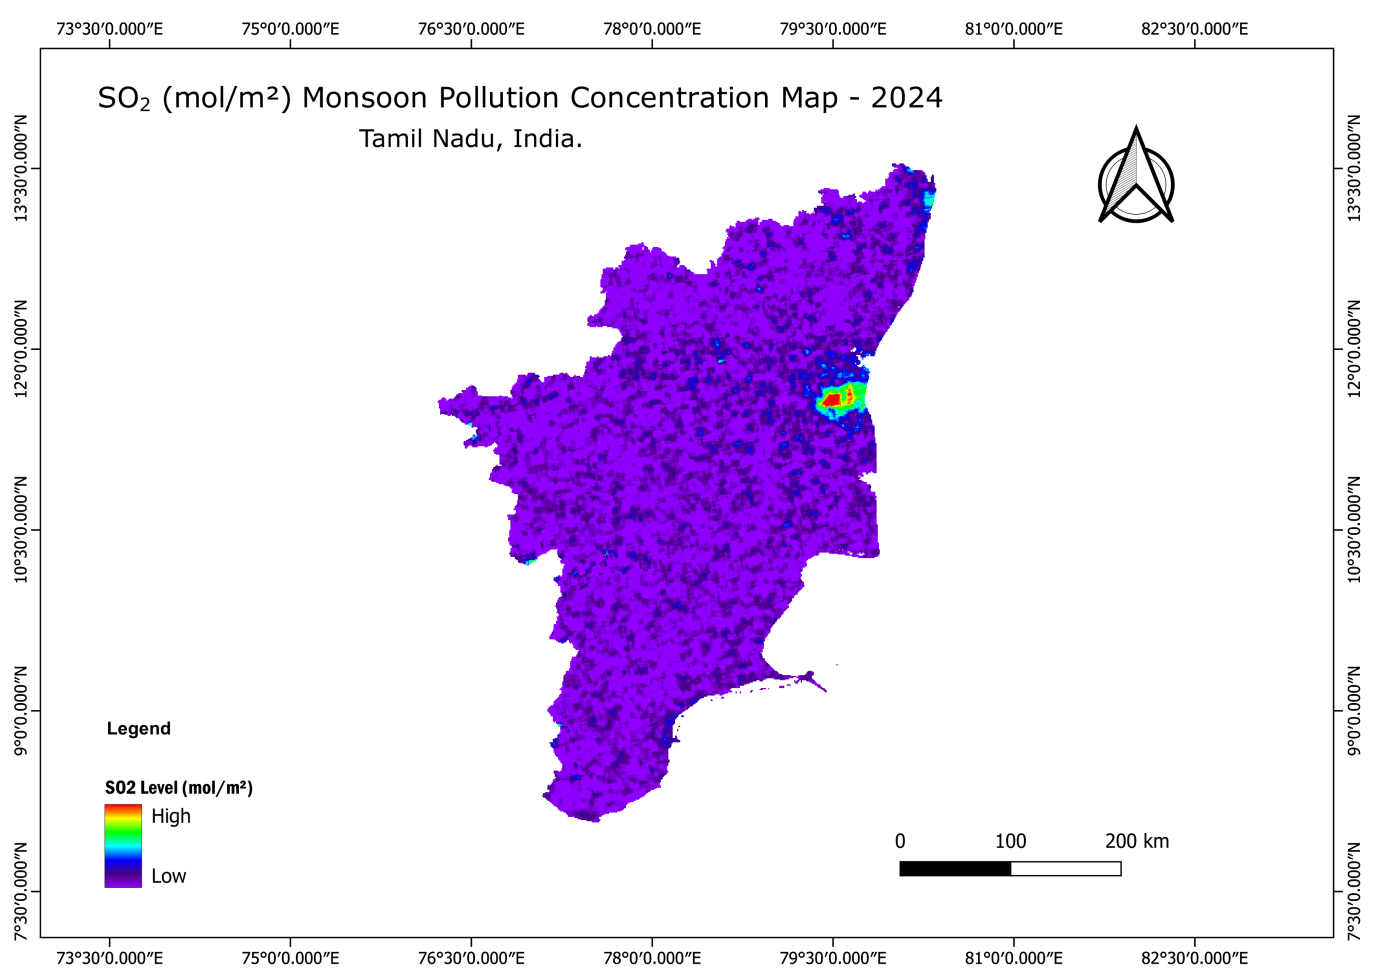 73°30′0.000″E 75°0′0.000″E 76°30′0.000″E 78°0′0.000″E 79°30′0.000″E 81°0′0.000″E 82°30′0.000″E
SO₂ (mol/m²) Monsoon Pollution Concentration Map - 2024
Tamil Nadu, India.
13°30′0.000″N
12°0′0.000″N
10°30′0.000″N
9°0′0.000″N
7°30′0.000″N
13°30′0.000″N
12°0′0.000″N
10°30′0.000″N
9°0′0.000″N
7°30′0.000″N
Legend
SO2 Level (mol/m²)
High
Low
0 100 200 km
73°30′0.000″E 75°0′0.000″E 76°30′0.000″E 78°0′0.000″E 79°30′0.000″E 81°0′0.000″E 82°30′0.000″E